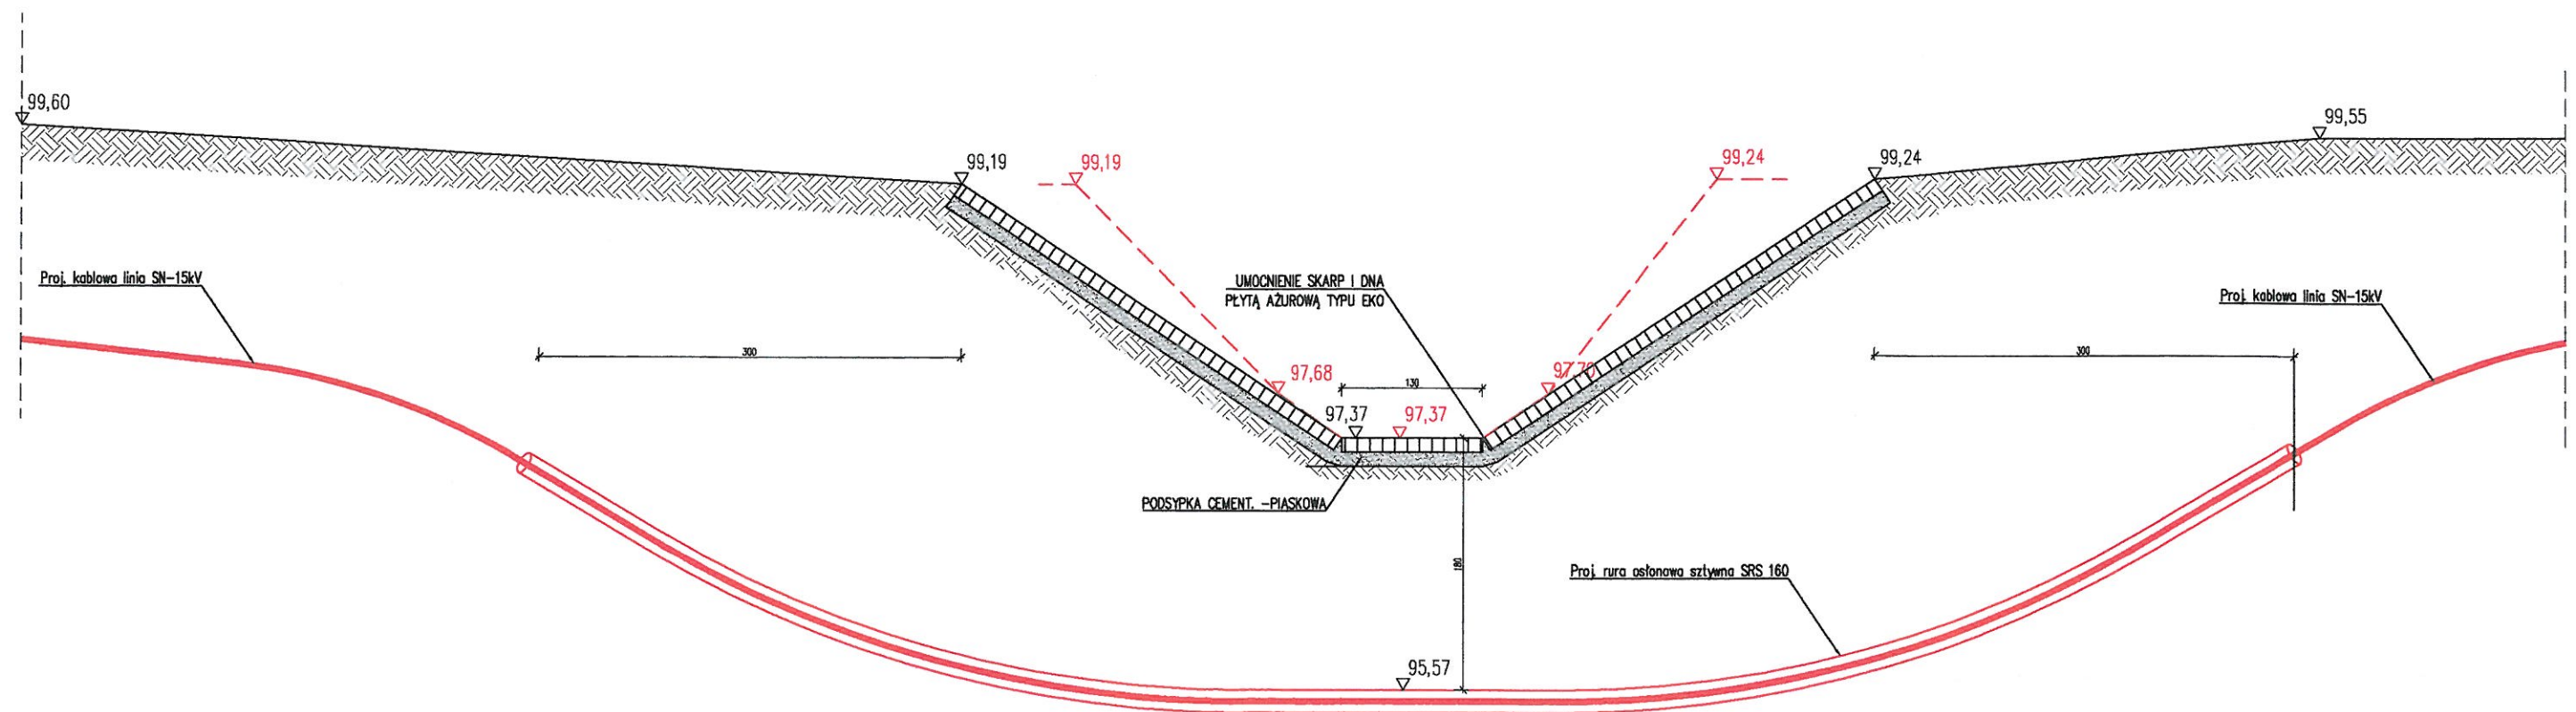 99,60
99,55
99,19
99,19
99,24
99,24
Proj. kablowa linia SN-15kV
UMOCNIENIE SKARP I DNA
PŁYTĄ AŻUROWĄ TYPU EKO
Proj. kablowa linia SN-15kV
300
300
97,68
97,70
130
97,37
97,37
PODSYPKA CEMENT. -PIASKOWA
180
Proj. rura osłonowa sztywna SRS 160
95,57